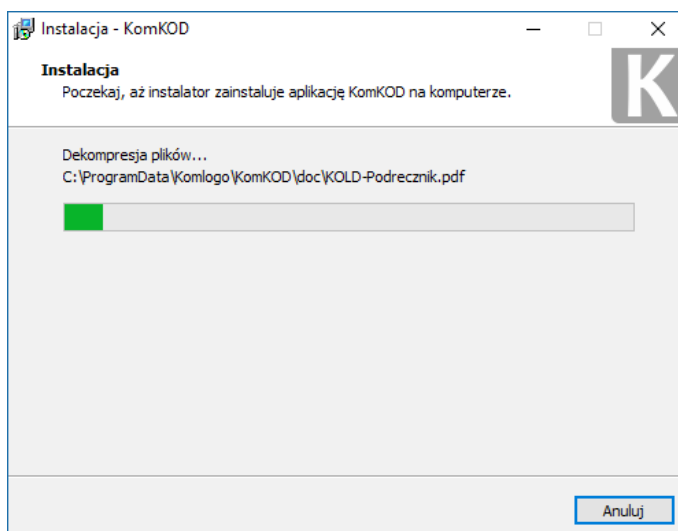 Instalacja - KomKOD
Instalacja
Poczekaj, aż instalator zainstaluje aplikację KomKOD na komputerze.
K
Dekompresja plików...
C:\ProgramData\Komlogo\KomKOD\doc\KOLD-Podrecznik.pdf
Anuluj